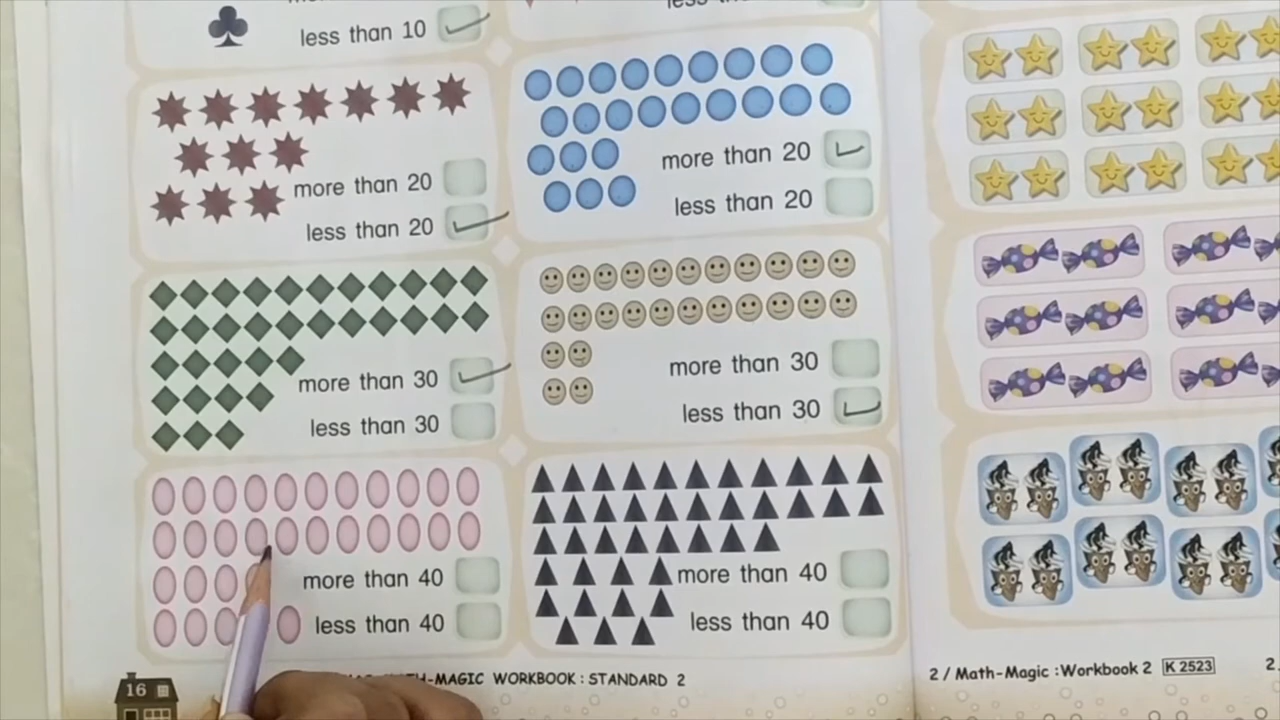 less than 10
more than 20
less than 20
more than 20
less than 20
more than 30
less than 30
more than 30
less than 30
more than 40
less than 40
more than 40
less than 40
16
-MAGIC WORKBOOK : STANDARD 2
2 / Math-Magic :Workbook 2 K 2523
2.